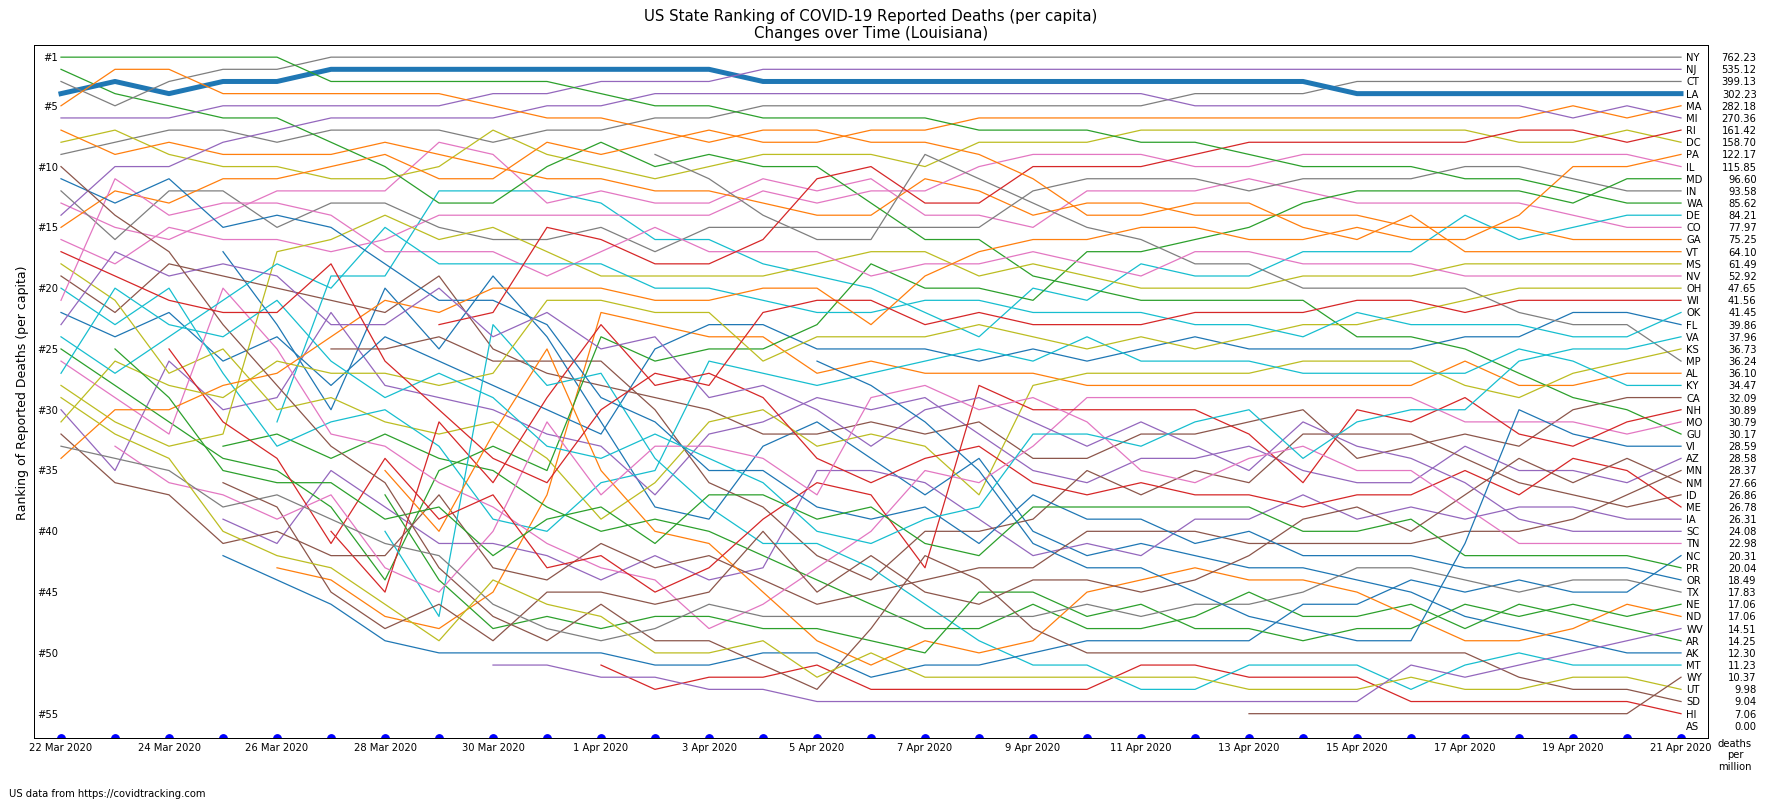 US State Ranking of COVID-19 Reported Deaths (per capita)
Changes over Time (Louisiana)
Ranking of Reported Deaths (per capita)
#1
#5
#10
#15
#20
#25
#30
#35
#40
#45
#50
#55
NY 762.23
NJ 535.12
CT 399.13
LA 302.23
MA 282.18
MI 270.36
RI 161.42
DC 158.70
PA 122.17
IL 115.85
MD 96.60
IN 93.58
WA 85.62
DE 84.21
CO 77.97
GA 75.25
VT 64.10
MS 61.49
NV 52.92
OH 47.65
WI 41.56
OK 41.45
FL 39.86
VA 37.96
KS 36.73
MP 36.24
AL 36.10
KY 34.47
CA 32.09
NH 30.89
MO 30.79
GU 30.17
VI 28.59
AZ 28.58
MN 28.37
NM 27.66
ID 26.86
ME 26.78
IA 26.31
SC 24.08
TN 22.98
NC 20.31
PR 20.04
OR 18.49
TX 17.83
NE 17.06
ND 17.06
WV 14.51
AR 14.25
AK 12.30
MT 11.23
WY 10.37
UT 9.98
SD 9.04
HI 7.06
AS 0.00
22 Mar 2020 24 Mar 2020 26 Mar 2020 28 Mar 2020 30 Mar 2020 1 Apr 2020 3 Apr 2020 5 Apr 2020 7 Apr 2020 9 Apr 2020 11 Apr 2020 13 Apr 2020 15 Apr 2020 17 Apr 2020 19 Apr 2020 21 Apr 2020
deaths
per
million
US data from https://covidtracking.com